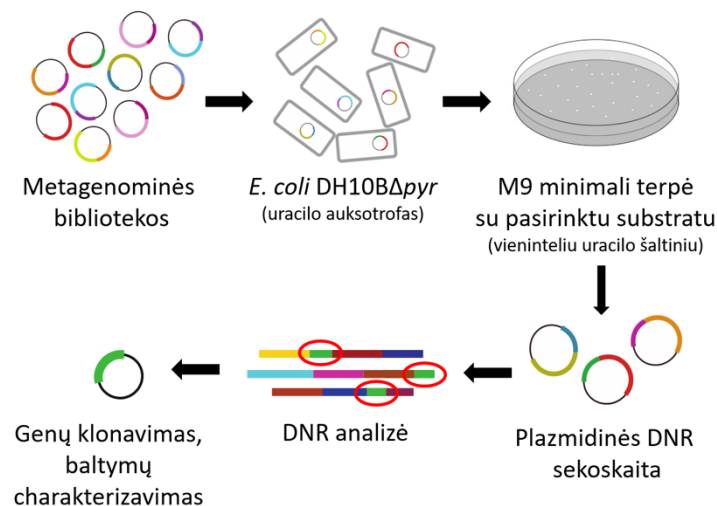 Metagenominės
bibliotekos
E. coli DH10BΔpyr
(uracilo auksotrofas)
M9 minimali terpė
su pasirinktu substratu
(vieninteliu uracilo šaltiniu)
Plazmidinės DNR
sekoskaita
DNR analizė
Genų klonavimas,
baltymų
charakterizavimas